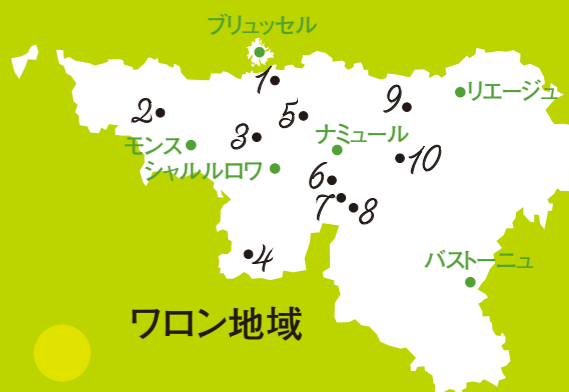 ブリュッセル
1
2
5
9
リエージュ
モンス
3
ナミュール
シャルルロワ
10
6
7
8
4
バストーニュ
ワロン地域